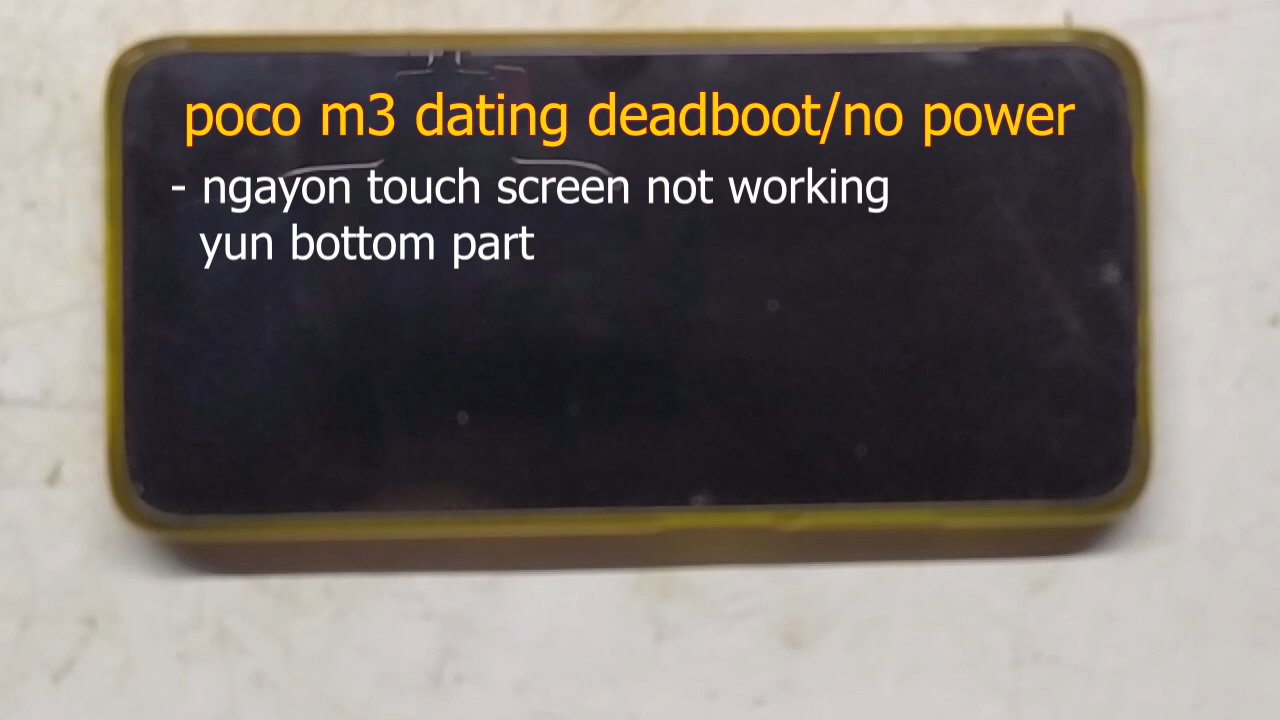 poco m3 dating deadboot/no power
- ngayon touch screen not working
yun bottom part